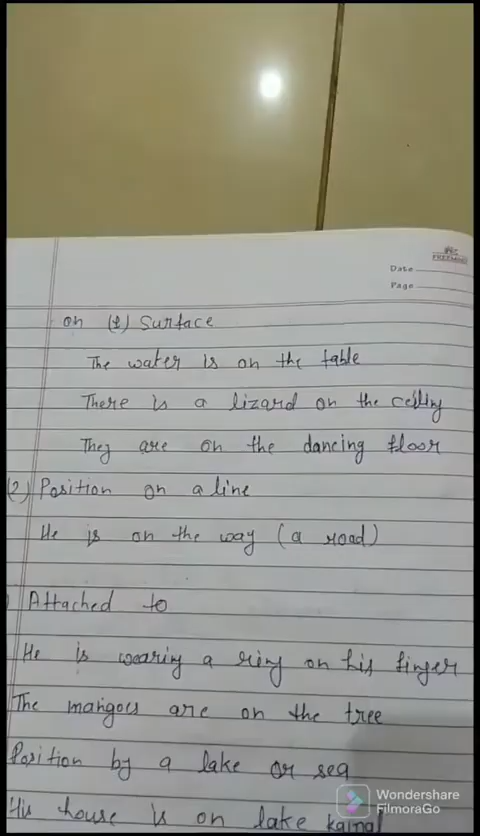 Date
Page
on (1) Surface
The water is on the table
There is a lizard on the ceiling
They are on the dancing floor
(2) Position on a line
He is on the way (a road)
) Attached to
He is wearing a ring on his finger
The mangoes are on the tree
Position by a lake or sea
His house is on lake
Wondershare
FilmoraGo